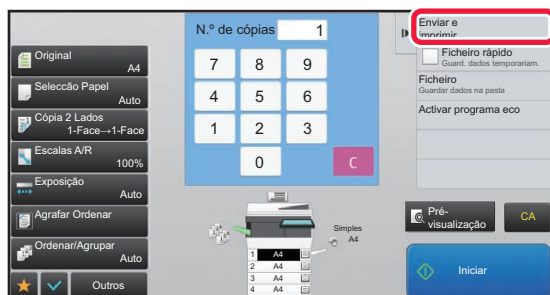 N.º de cópias 1
Original
A4
Seleccão Papel
Auto
Cópia 2 Lados
1-Face→1-Face
Escalas A/R
100%
Exposição
Auto
Agrafar Ordenar
Ordenar/Agrupar
Auto
Outros
7 8 9
4 5 6
1 2 3
0 C
Simples
A4
1 A4
2 A4
3 A4
4 A4
Enviar e
imprimir
Ficheiro rápido
Guard. dados temporariam.
Ficheiro
Guardar dados na pasta
Activar programa eco
Pré-
visualização
CA
Iniciar